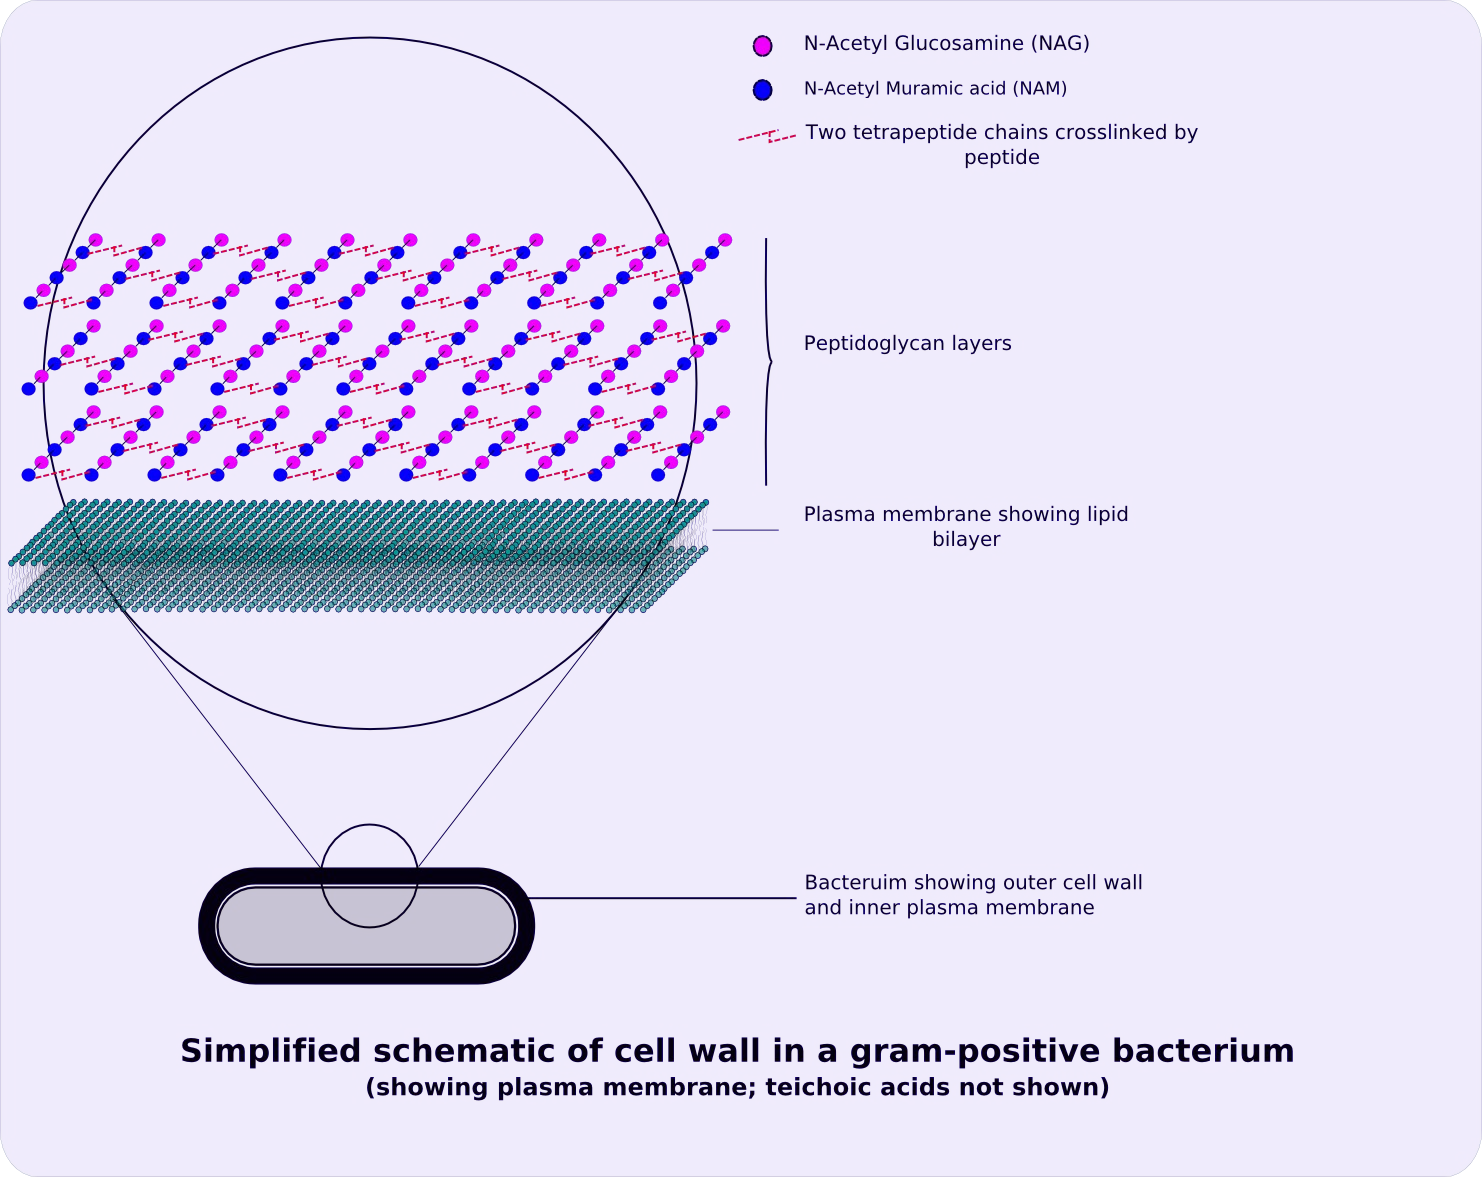 N-Acetyl Glucosamine (NAG)
N-Acetyl Muramic acid (NAM)
Two tetrapeptide chains crosslinked by
peptide
Peptidoglycan layers
Plasma membrane showing lipid
bilayer
Bacteruim showing outer cell wall
and inner plasma membrane
Simplified schematic of cell wall in a gram-positive bacterium
(showing plasma membrane; teichoic acids not shown)